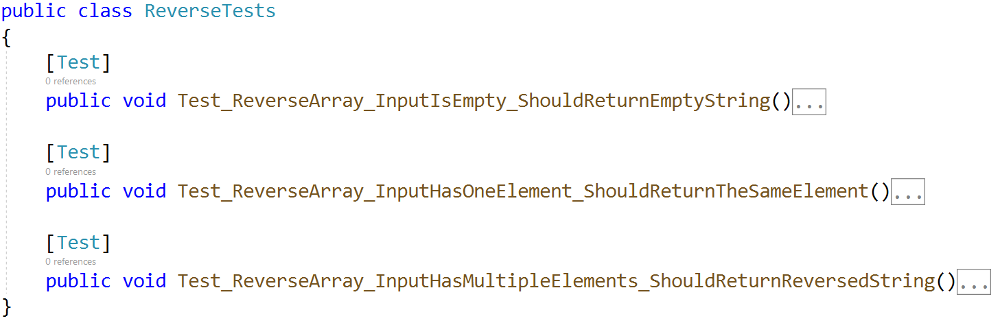 public class ReverseTests
{
[Test]
0 references
public void Test_ReverseArray_InputIsEmpty_ShouldReturnEmptyString()...
[Test]
0 references
public void Test_ReverseArray_InputHasOneElement_ShouldReturnTheSameElement()...
[Test]
0 references
public void Test_ReverseArray_InputHasMultipleElements_ShouldReturnReversedString()...
}